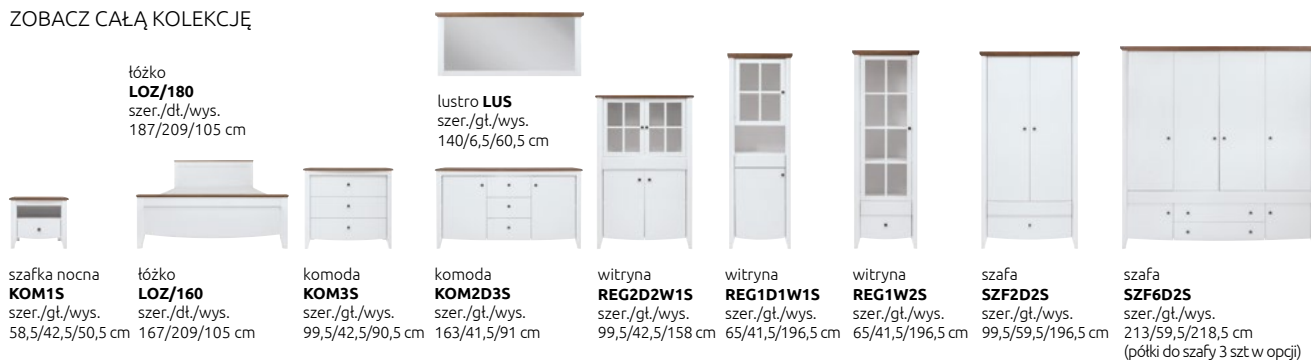 ZOBACZ CAŁĄ KOLEKCJĘ
łóżko
LOZ/180
szer./dł./wys.
187/209/105 cm
lustro LUS
szer./gł./wys.
140/6,5/60,5 cm
szafka nocna
KOM1S
szer./gł./wys.
58,5/42,5/50,5 cm
łóżko
LOZ/160
szer./dł./wys.
167/209/105 cm
komoda
KOM3S
szer./gł./wys.
99,5/42,5/90,5 cm
komoda
KOM2D3S
szer./gł./wys.
163/41,5/91 cm
witryna
REG2D2W1S
szer./gł./wys.
99,5/42,5/158 cm
witryna
REG1D1W1S
szer./gł./wys.
65/41,5/196,5 cm
witryna
REG1W2S
szer./gł./wys.
65/41,5/196,5 cm
szafa
SZF2D2S
szer./gł./wys.
99,5/59,5/196,5 cm
szafa
SZF6D2S
szer./gł./wys.
213/59,5/218,5 cm
(półki do szafy 3 szt w opcji)